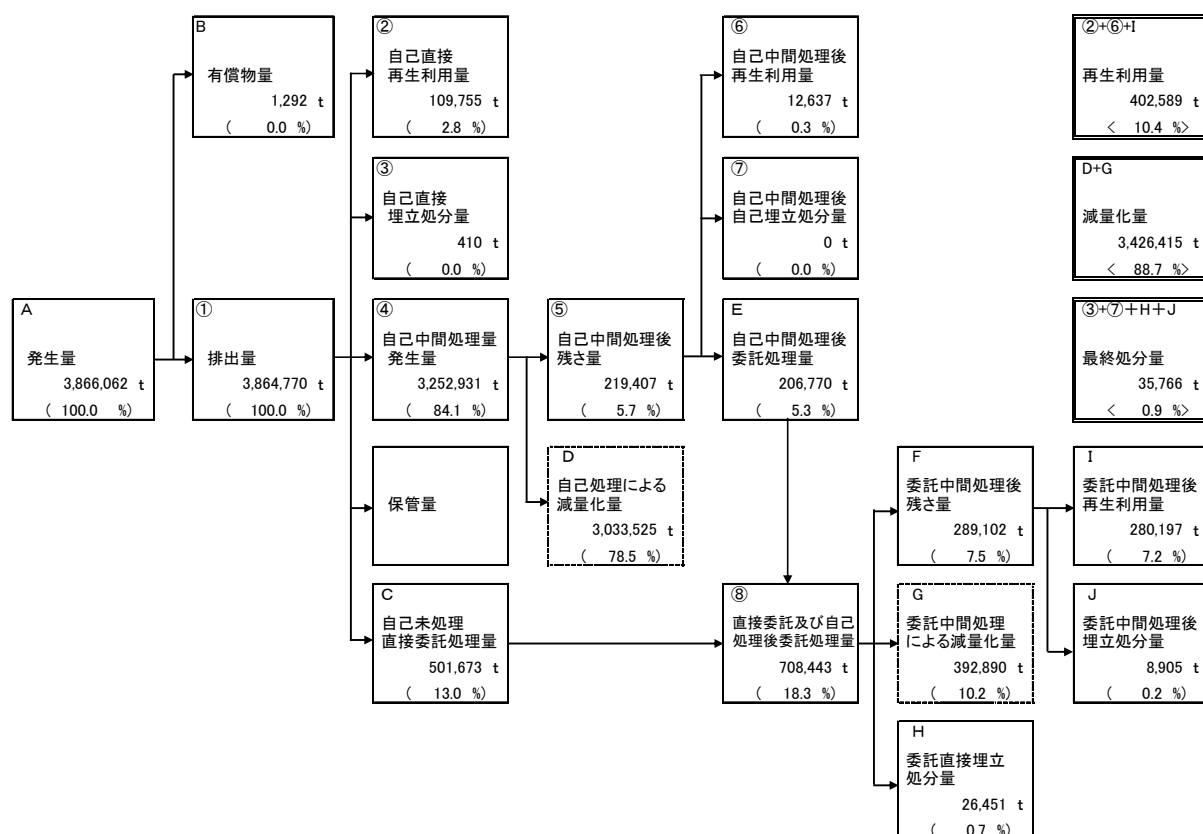 B
有償物量
1,292 t
( 0.0 %)
②
自己直接
再生利用量
109,755 t
( 2.8 %)
⑥
自己中間処理後
再生利用量
12,637 t
( 0.3 %)
②+⑥+I
再生利用量
402,589 t
< 10.4 %>
③
自己直接
埋立処分量
410 t
( 0.0 %)
⑦
自己中間処理後
自己埋立処分量
0 t
( 0.0 %)
D+G
減量化量
3,426,415 t
< 88.7 %>
A
発生量
3,866,062 t
( 100.0 %)
①
排出量
3,864,770 t
( 100.0 %)
④
自己中間処理量
発生量
3,252,931 t
( 84.1 %)
⑤
自己中間処理後
残さ量
219,407 t
( 5.7 %)
E
自己中間処理後
委託処理量
206,770 t
( 5.3 %)
③+⑦+H+J
最終処分量
35,766 t
< 0.9 %>
保管量
D
自己処理による
減量化量
3,033,525 t
( 78.5 %)
F
委託中間処理後
残さ量
289,102 t
( 7.5 %)
I
委託中間処理後
再生利用量
280,197 t
( 7.2 %)
C
自己未処理
直接委託処理量
501,673 t
( 13.0 %)
⑧
直接委託及び自己
処理後委託処理量
708,443 t
( 18.3 %)
G
委託中間処理
による減量化量
392,890 t
( 10.2 %)
J
委託中間処理後
埋立処分量
8,905 t
( 0.2 %)
H
委託直接埋立
処分量
26,451 t
( 0.7 %)